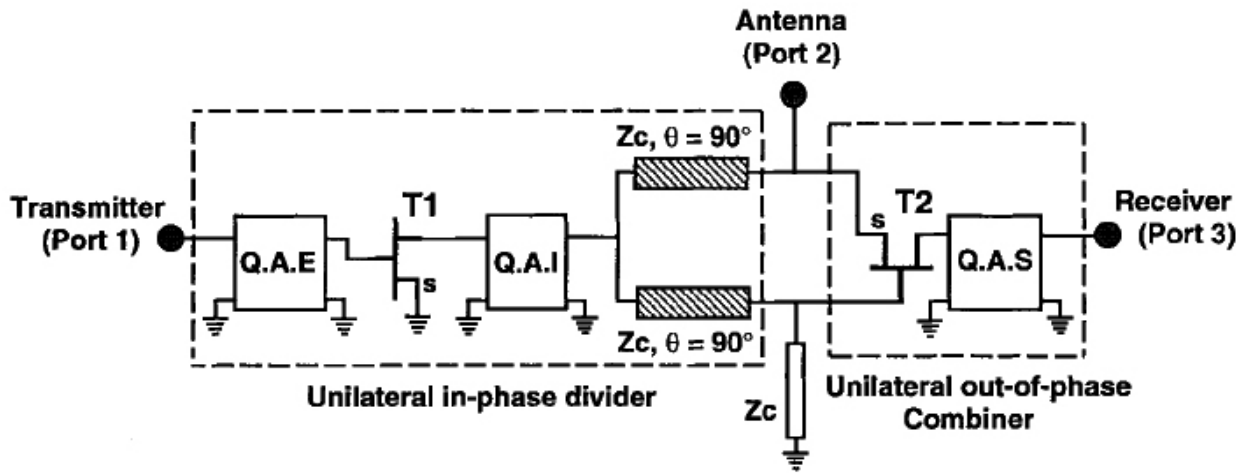 Antenna
(Port 2)
Zc, θ = 90°
Transmitter
(Port 1)
T1
s
Q.A.E
Q.A.I
s
T2
Q.A.S
Receiver
(Port 3)
Zc, θ = 90°
Unilateral in-phase divider
Zc
Unilateral out-of-phase
Combiner